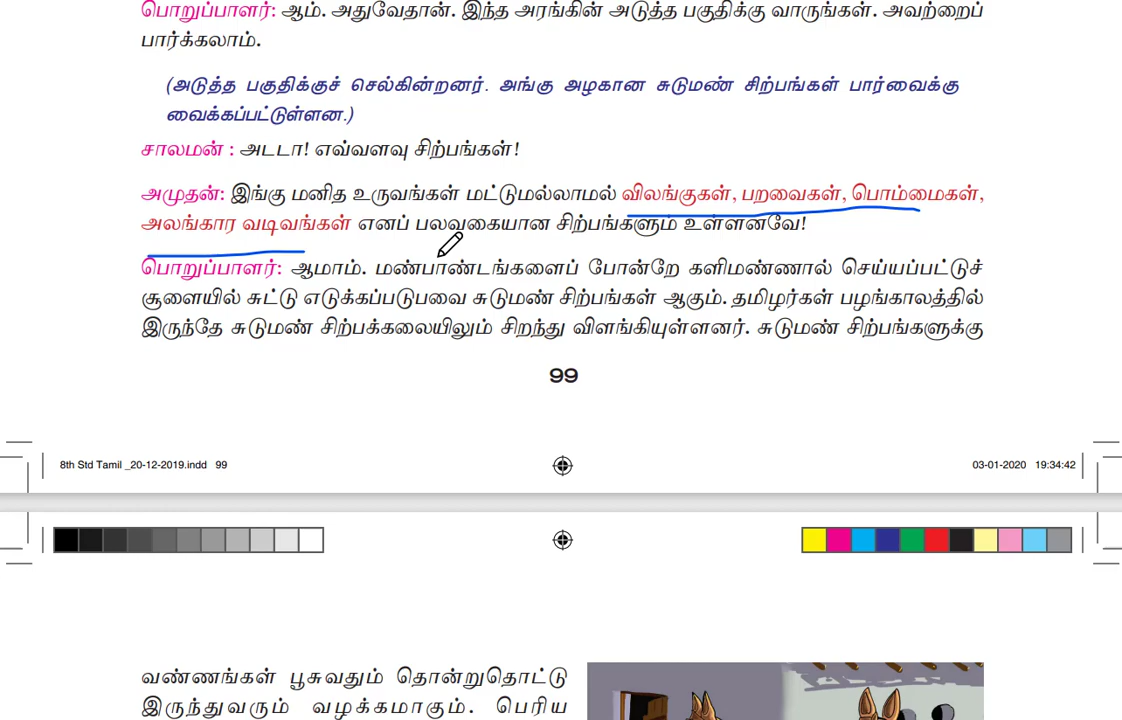 பொறுப்பாளர்: ஆம். அதுவேதான். இந்த அரங்கின் அடுத்த பகுதிக்கு வாருங்கள். அவற்றைப்
பார்க்கலாம்.
(அடுத்த பகுதிக்குச் செல்கின்றனர். அங்கு அழகான சுடுமண் சிற்பங்கள் பார்வைக்கு
வைக்கப்பட்டுள்ளன.)
சாலமன் : அடடா! எவ்வளவு சிற்பங்கள்!
அமுதன்: இங்கு மனித உருவங்கள் மட்டுமல்லாமல் விலங்குகள், பறவைகள், பொம்மைகள்,
அலங்கார வடிவங்கள் எனப் பலவகையான சிற்பங்களும் உள்ளனவே!
பொறுப்பாளர்: ஆமாம். மண்பாண்டங்களைப் போன்றே களிமண்ணால் செய்யப்பட்டுச்
சூளையில் சுட்டு எடுக்கப்படுபவை சுடுமண் சிற்பங்கள் ஆகும். தமிழர்கள் பழங்காலத்தில்
இருந்தே சுடுமண் சிற்பக்கலையிலும் சிறந்து விளங்கியுள்ளனர். சுடுமண் சிற்பங்களுக்கு
99
8th Std Tamil _20-12-2019.indd 99 03-01-2020 19:34:42
வண்ணங்கள் பூசுவதும் தொன்றுதொட்டு
இருந்துவரும் வழக்கமாகும். பெரிய